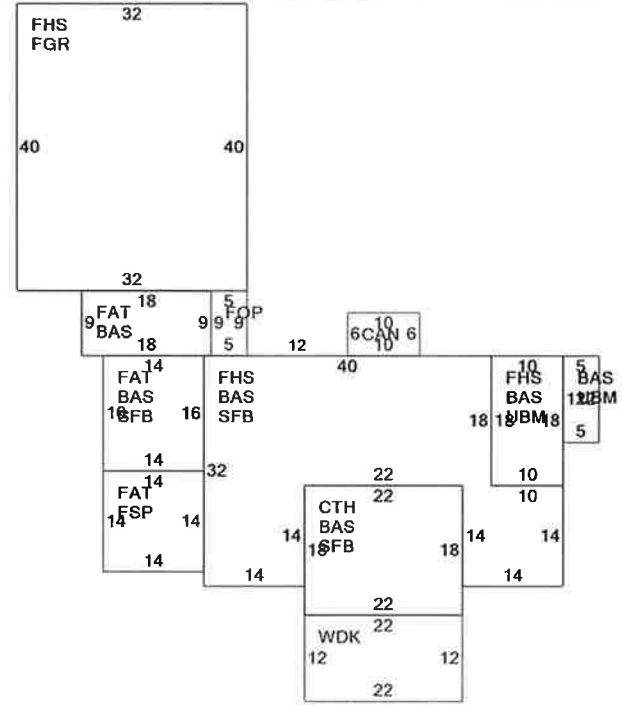 32
FHS
FGR
40 40
32
18 5
FAT FOP
9 9 9 9
BAS
18 5
10
6 CAN 6
10
12
14 40 10 5
FAT FHS FHS BAS
BAS BAS BAS UBM
SFB SFB UBM
16 16 18 18 18 12 12
5
14
32
14 22 10
FAT 22 10
FSP CTH
14 14 BAS
SFB
14 18 18 14 14
14
14 14
22
22
WDK
12 12
22